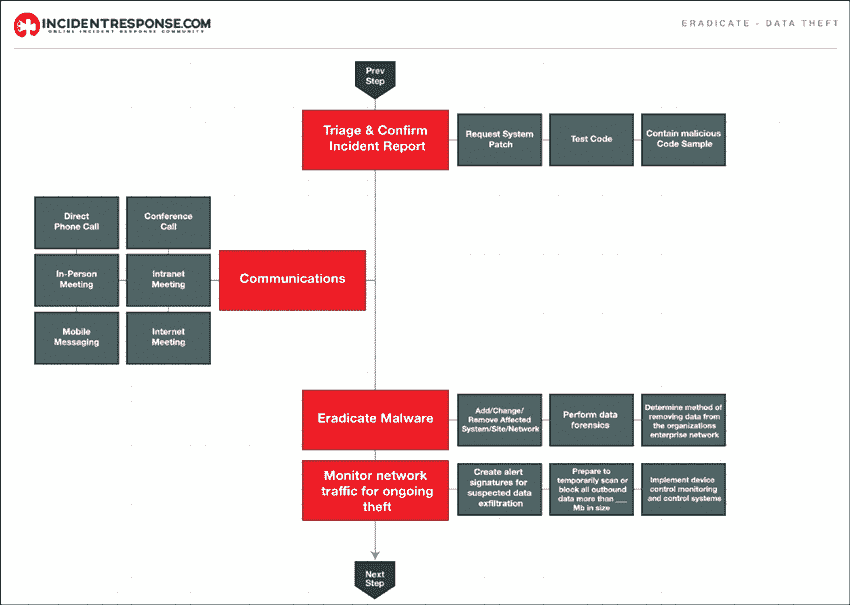 INCIDENTRESPONSE.COM
ONLINE INCIDENT RESPONSE COMMUNITY
ERADICATE - DATA THEFT
Prev
Step
Triage & Confirm
Incident Report
Request System
Patch
Test Code
Contain malicious
Code Sample
Direct
Phone Call
Conference
Call
In-Person
Meeting
Intranet
Meeting
Mobile
Messaging
Internet
Meeting
Communications
Eradicate Malware
Add/Change/
Remove Affected
System/Site/Network
Perform data
forensics
Determine method of
removing data from
the organizations
enterprise network
Monitor network
traffic for ongoing
theft
Create alert
signatures for
suspected data
exfiltration
Prepare to
temporarily scan or
block all outbound
data more than ___
Mb in size
Implement device
control monitoring
and control systems
Next
Step